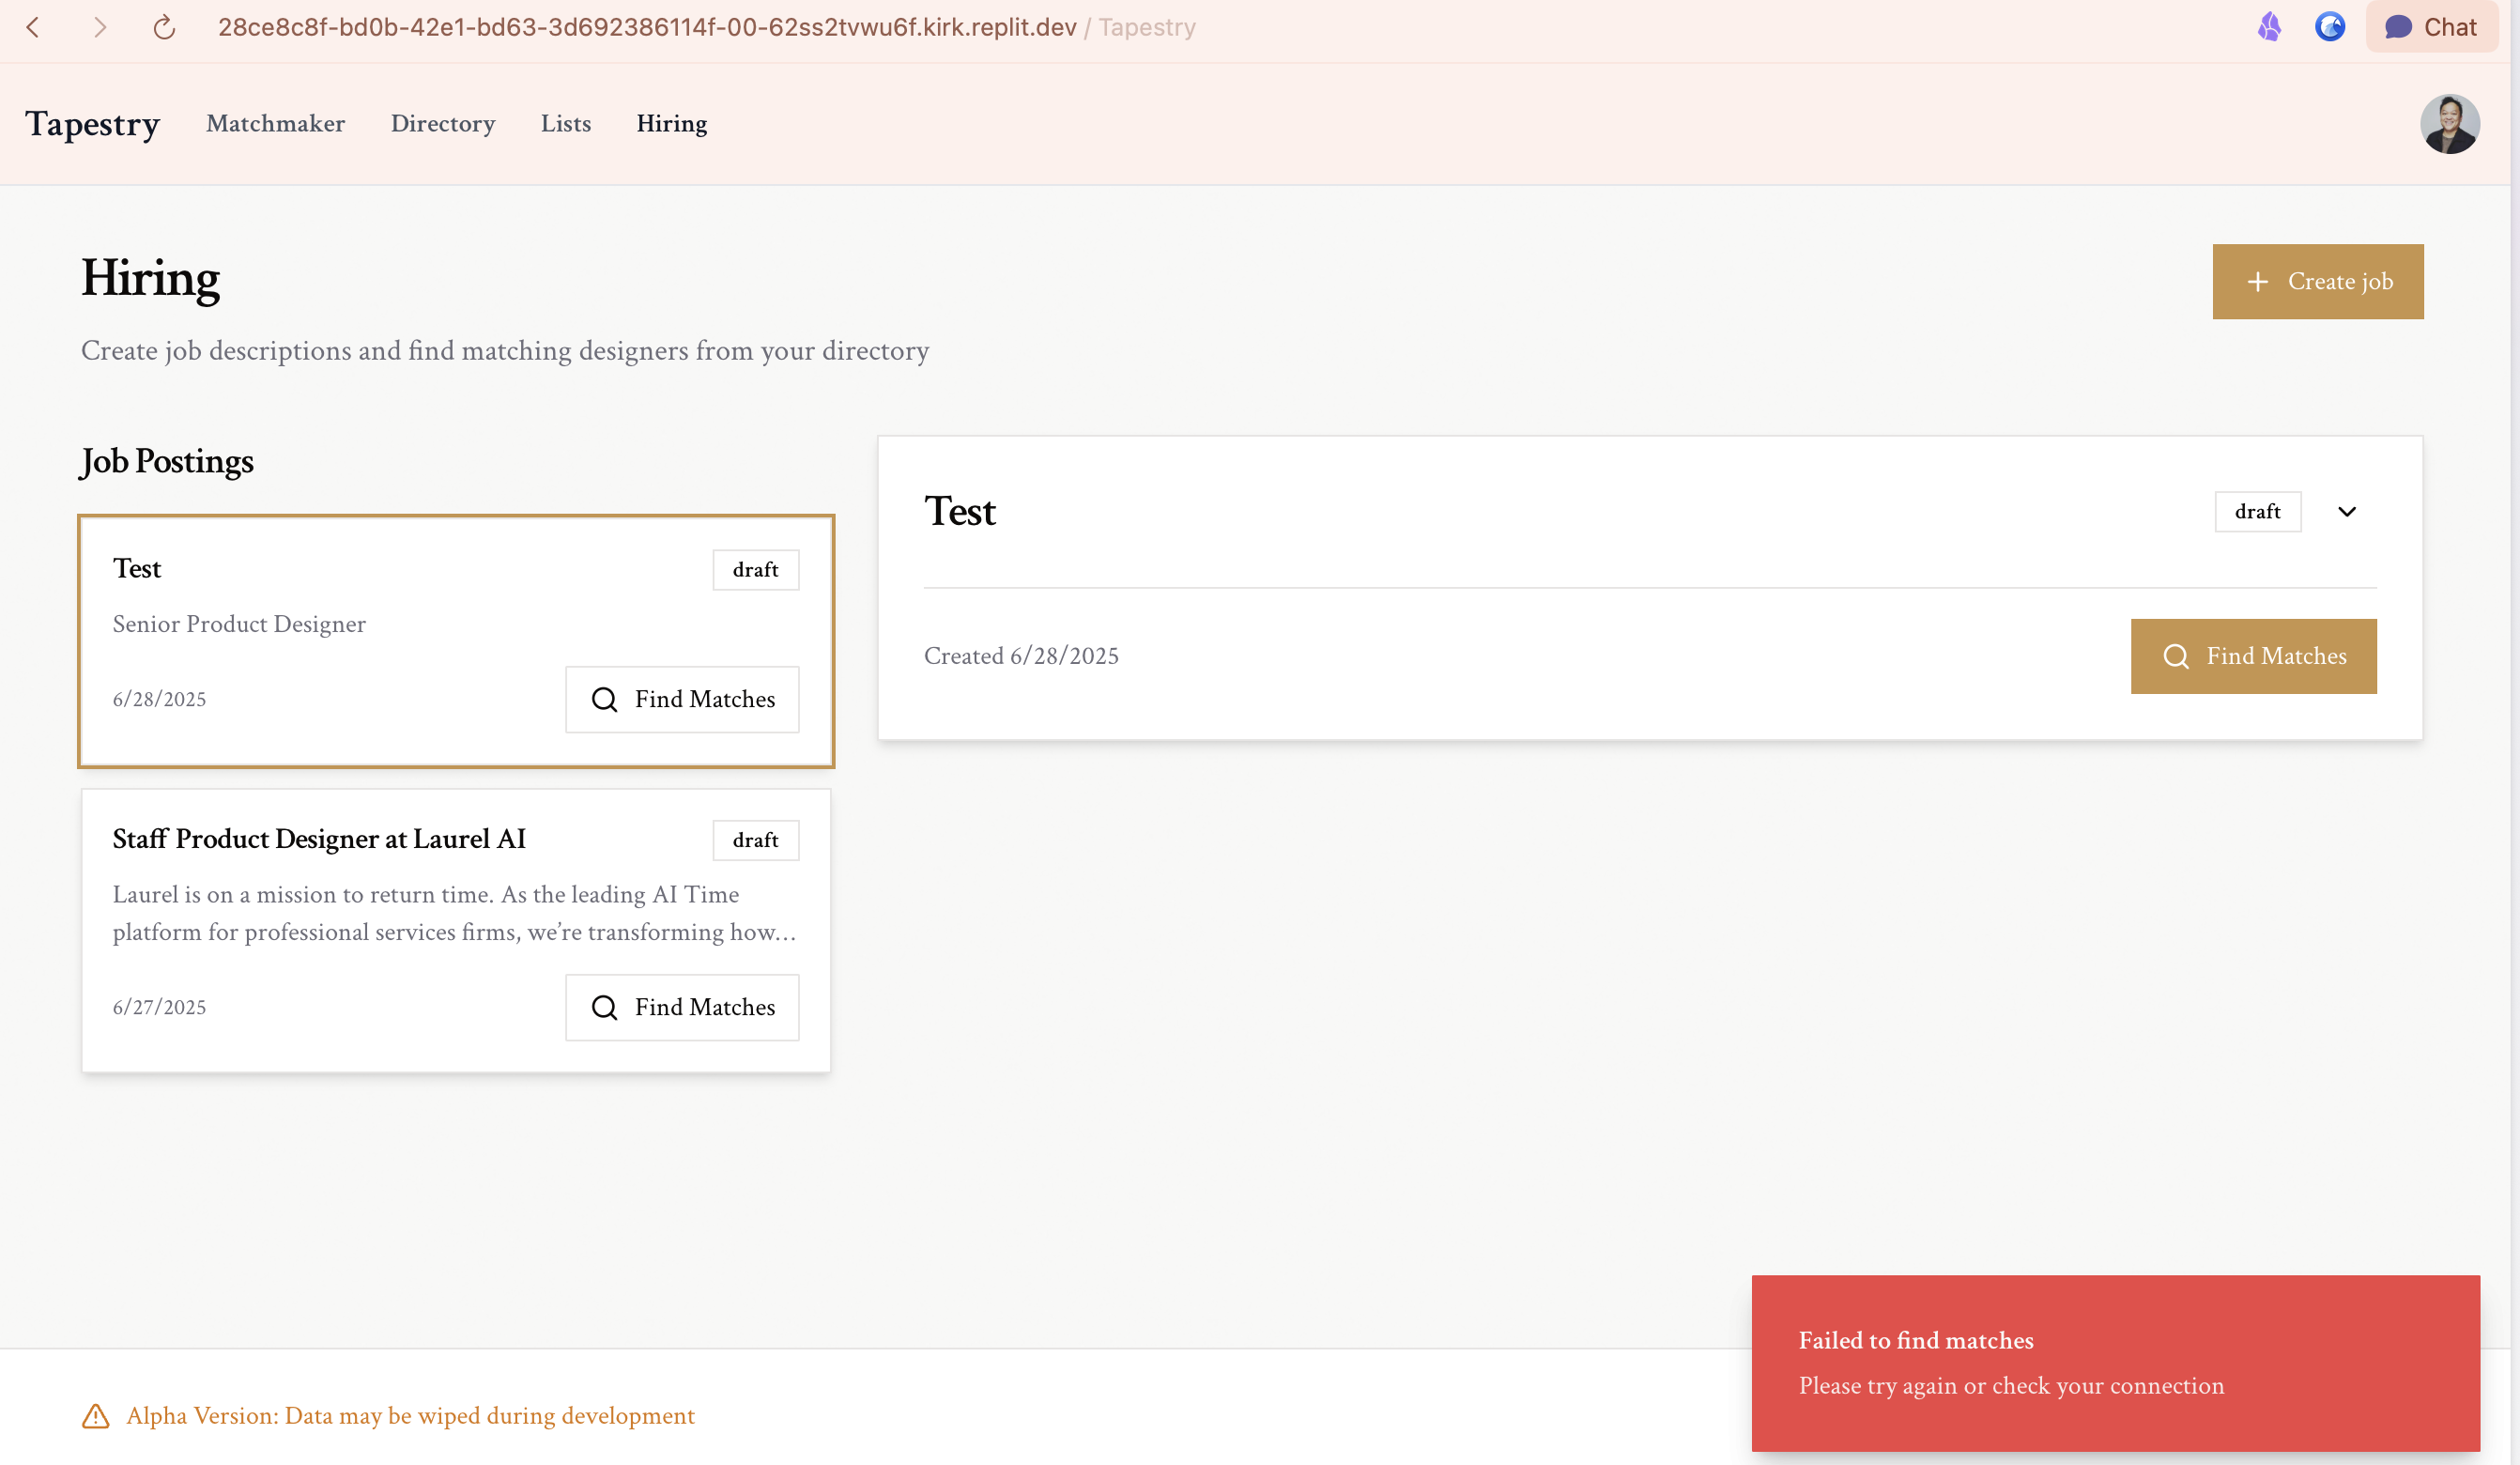 28ce8c8f-bd0b-42e1-bd63-3d692386114f-00-62ss2tvwu6f.kirk.replit.dev / Tapestry
Chat
Tapestry
Matchmaker
Directory
Lists
Hiring
Hiring
Create job
Create job descriptions and find matching designers from your directory
Job Postings
Test
draft
Senior Product Designer
6/28/2025
Find Matches
Staff Product Designer at Laurel AI
draft
Laurel is on a mission to return time. As the leading AI Time
platform for professional services firms, we’re transforming how...
6/27/2025
Find Matches
Test
draft
Created 6/28/2025
Find Matches
Alpha Version: Data may be wiped during development
Failed to find matches
Please try again or check your connection